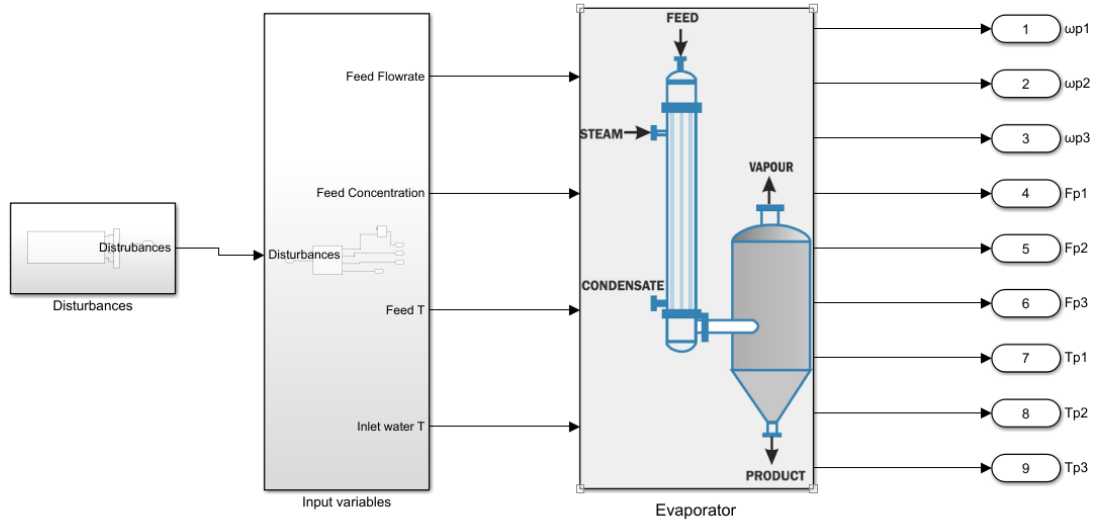 Distrubances
Disturbances
Disturbances
Feed Flowrate
Feed Concentration
Feed T
Inlet water T
Input variables
FEED
STEAM
VAPOUR
CONDENSATE
PRODUCT
Evaporator
1 ωp1
2 ωp2
3 ωp3
4 Fp1
5 Fp2
6 Fp3
7 Tp1
8 Tp2
9 Tp3